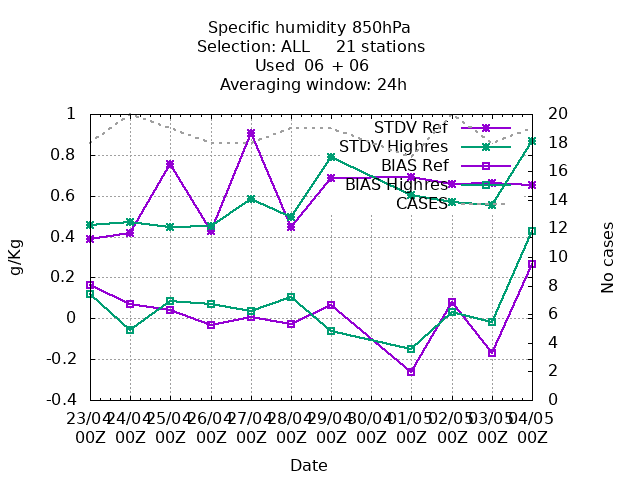 Specific humidity 850hPa
Selection: ALL 21 stations
Used 06 + 06
Averaging window: 24h
1
0.8
0.6
0.4
0.2
0
-0.2
-0.4
20
18
16
14
12
10
8
6
4
2
0
g/Kg
No cases
STDV Ref
STDV Highres
BIAS Ref
BIAS Highres
CASES
23/04 24/04 25/04 26/04 27/04 28/04 29/04 30/04 01/05 02/05 03/05 04/05
00Z 00Z 00Z 00Z 00Z 00Z 00Z 00Z 00Z 00Z 00Z 00Z
Date